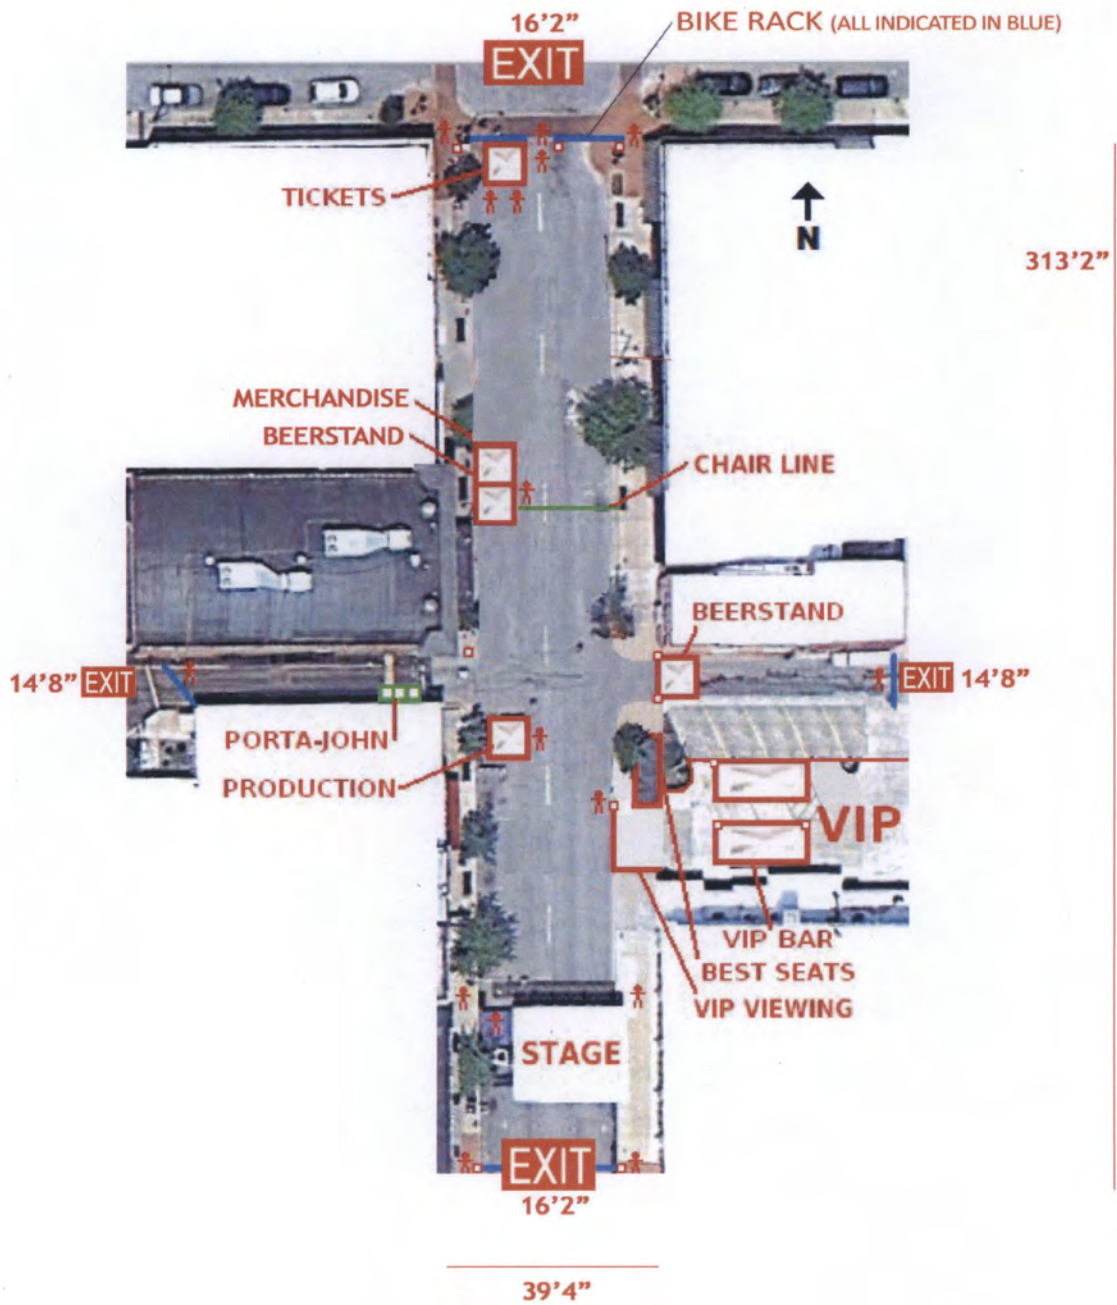 16'2"
BIKE RACK (ALL INDICATED IN BLUE)
EXIT
TICKETS
N
313'2"
MERCHANDISE
BEERSTAND
CHAIR LINE
BEERSTAND
14'8" EXIT
EXIT 14'8"
PORTA-JOHN
PRODUCTION
VIP
VIP BAR
BEST SEATS
VIP VIEWING
STAGE
EXIT
16'2"
39'4"